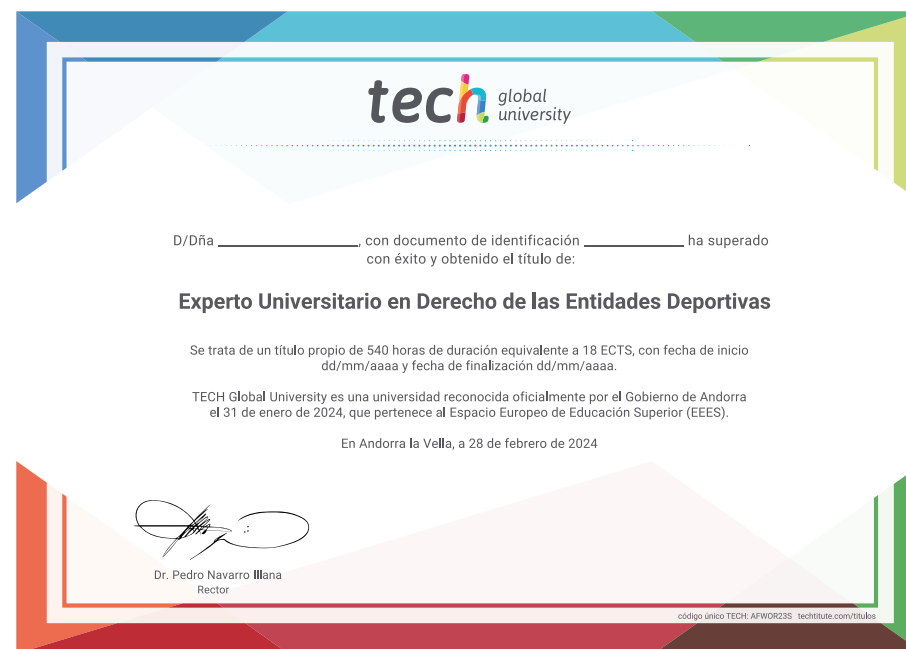 tech global university
D/Dña ______________, con documento de identificación __________ ha superado
con éxito y obtenido el título de:
Experto Universitario en Derecho de las Entidades Deportivas
Se trata de un título propio de 540 horas de duración equivalente a 18 ECTS, con fecha de inicio
dd/mm/aaaa y fecha de finalización dd/mm/aaaa.
TECH Global University es una universidad reconocida oficialmente por el Gobierno de Andorra
el 31 de enero de 2024, que pertenece al Espacio Europeo de Educación Superior (EEES).
En Andorra la Vella, a 28 de febrero de 2024
Dr. Pedro Navarro Illana
Rector
código único TECH: AFWOR23S techtitute.com/titulos